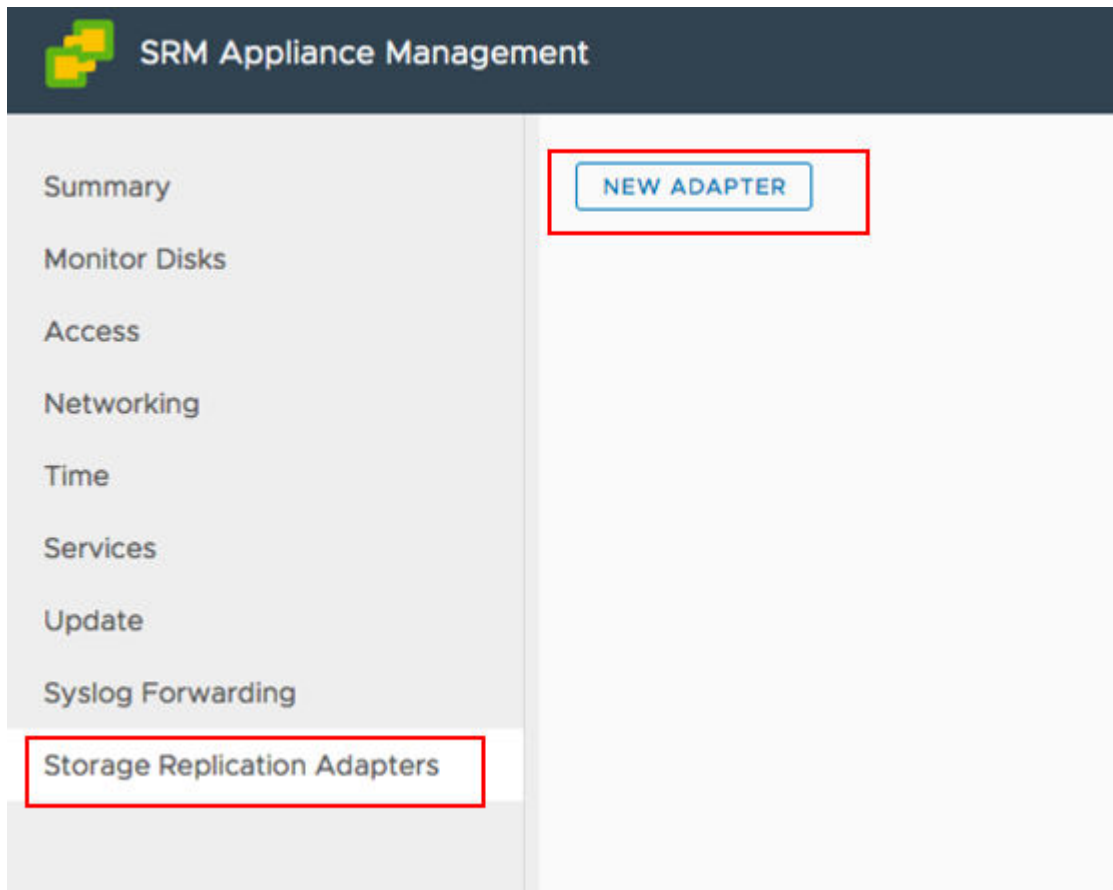 SRM Appliance Management
Summary
Monitor Disks
Access
Networking
Time
Services
Update
Syslog Forwarding
Storage Replication Adapters
NEW ADAPTER